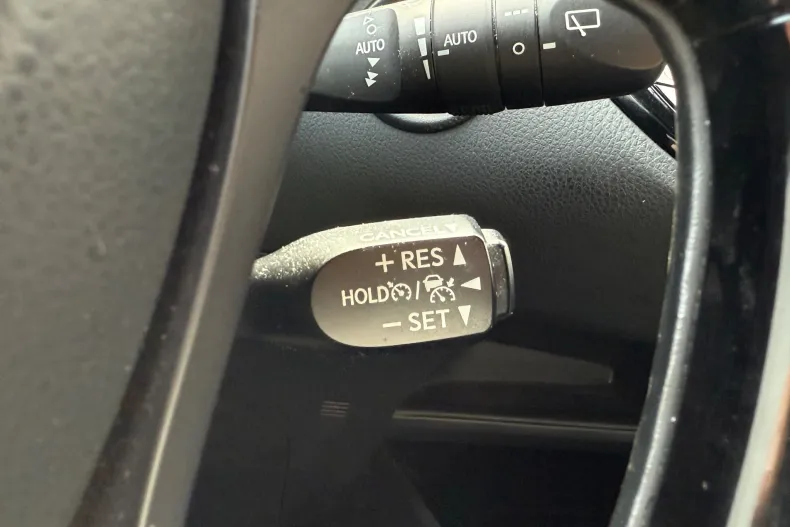 AUTO
AUTO
CANCEL
+ RES
HOLD /
− SET